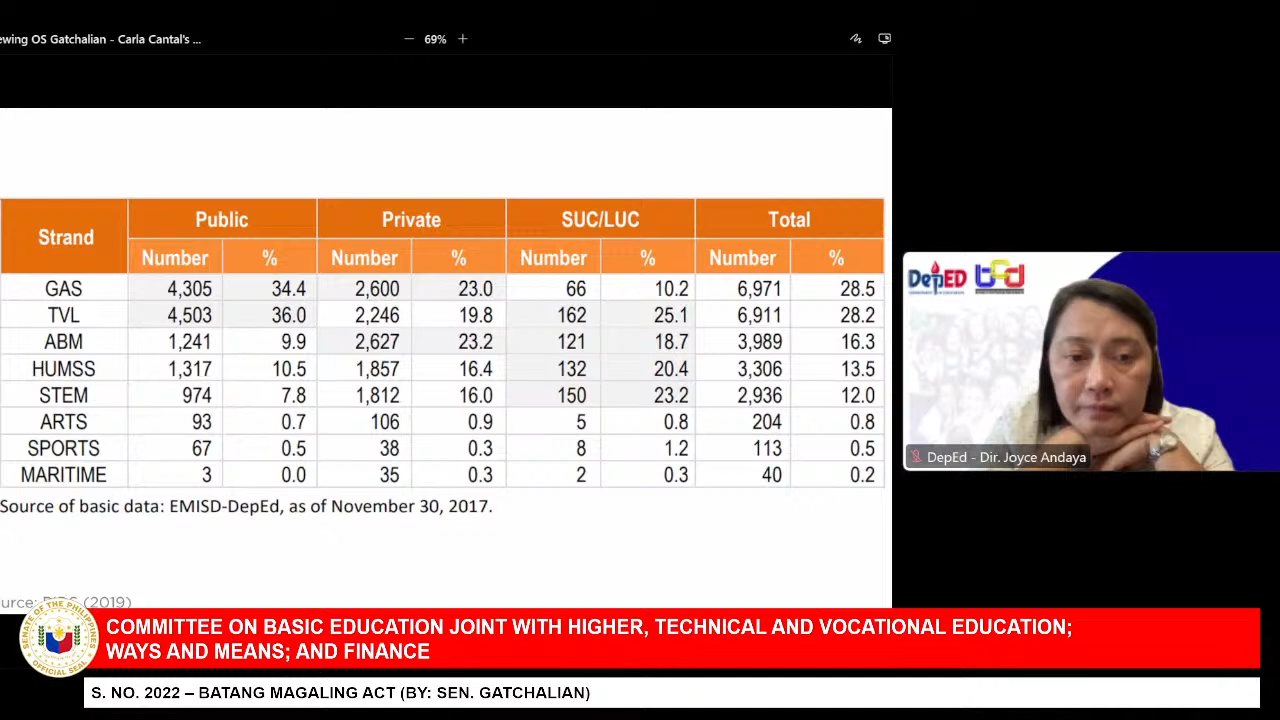 ewing OS Gatchalian - Carla Cantal's ...
69%
Strand Public Private SUC/LUC Total
Number % Number % Number % Number %
GAS 4,305 34.4 2,600 23.0 66 10.2 6,971 28.5
TVL 4,503 36.0 2,246 19.8 162 25.1 6,911 28.2
ABM 1,241 9.9 2,627 23.2 121 18.7 3,989 16.3
HUMSS 1,317 10.5 1,857 16.4 132 20.4 3,306 13.5
STEM 974 7.8 1,812 16.0 150 23.2 2,936 12.0
ARTS 93 0.7 106 0.9 5 0.8 204 0.8
SPORTS 67 0.5 38 0.3 8 1.2 113 0.5
MARITIME 3 0.0 35 0.3 2 0.3 40 0.2
Source of basic data: EMISD-DepEd, as of November 30, 2017.
(2019)
DepED
DepEd - Dir. Joyce Andaya
SENATE OF THE PHILIPPINES
OFFICIAL SEAL
COMMITTEE ON BASIC EDUCATION JOINT WITH HIGHER, TECHNICAL AND VOCATIONAL EDUCATION;
WAYS AND MEANS; AND FINANCE
S. NO. 2022 – BATANG MAGALING ACT (BY: SEN. GATCHALIAN)